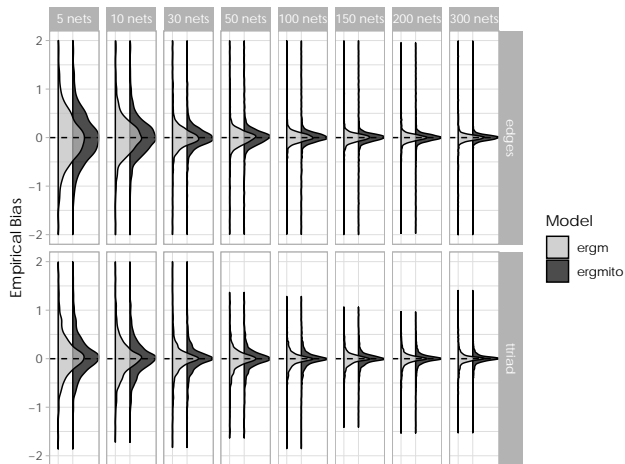 5 nets 10 nets 30 nets 50 nets 100 nets 150 nets 200 nets 300 nets
2
1
0
−1
−2
edges
2
1
0
−1
−2
ttriad
Empirical Bias
Model
ergm
ergmito